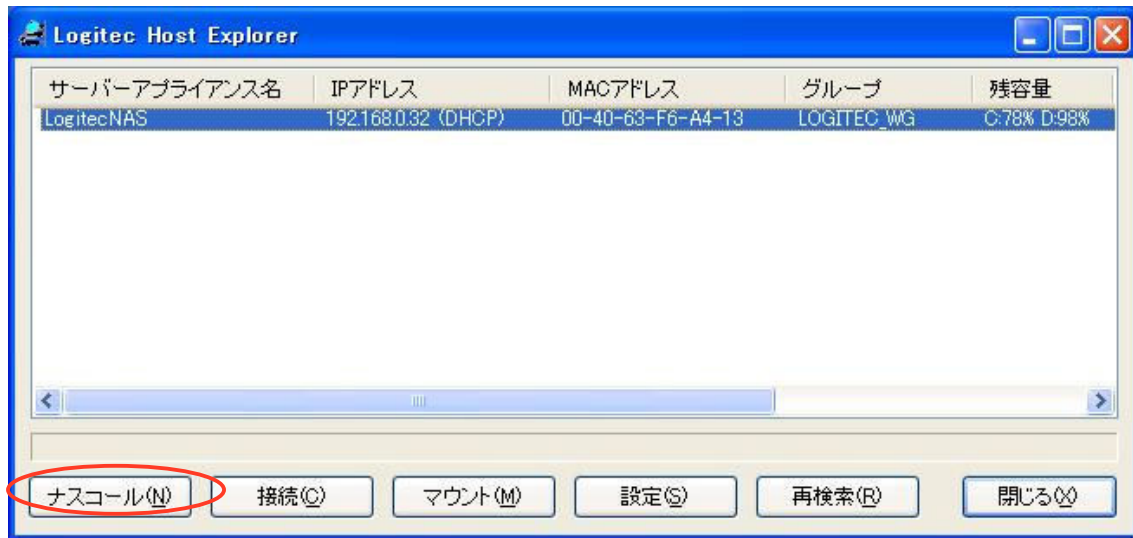 Logitec Host Explorer
サーバーアプライアンス名 IPアドレス MACアドレス グループ 残容量
LogitecNAS 192.168.0.32 (DHCP) 00-40-63-F6-A4-13 LOGITEC_WG C:78% D:98%
ナスコール(N) 接続(C) マウント(M) 設定(S) 再検索(R) 閉じる(X)